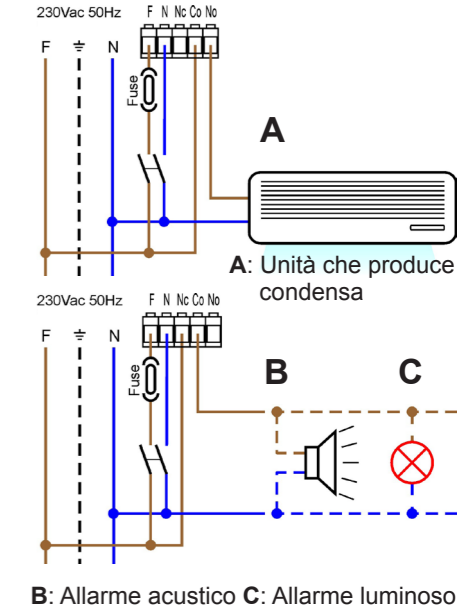 230Vac 50Hz F N Nc Co No
F N
Fuse
A
A: Unità che produce
condensa
230Vac 50Hz F N Nc Co No
F N
Fuse
B C
B: Allarme acustico C: Allarme luminoso